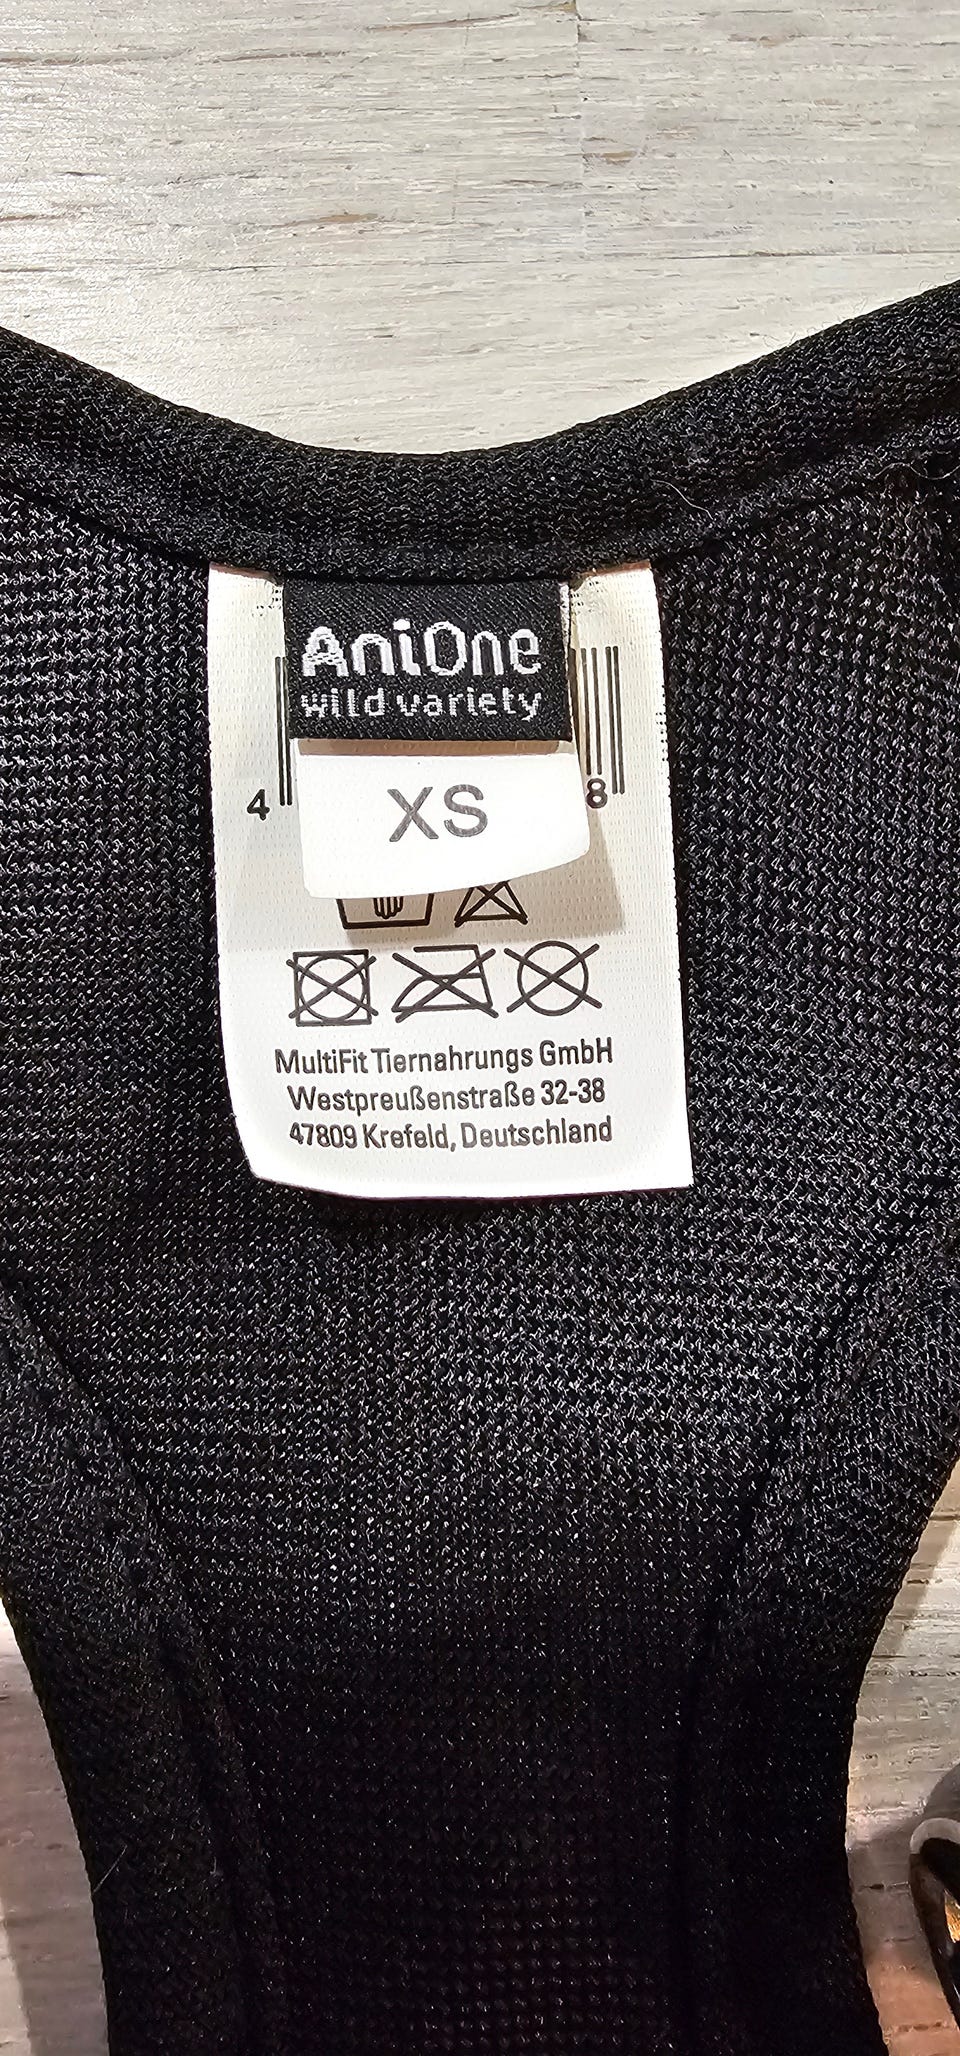 AniOne
wild variety
4
8
XS
MultiFit Tiernahrungs GmbH
Westpreußenstraße 32-38
47809 Krefeld, Deutschland